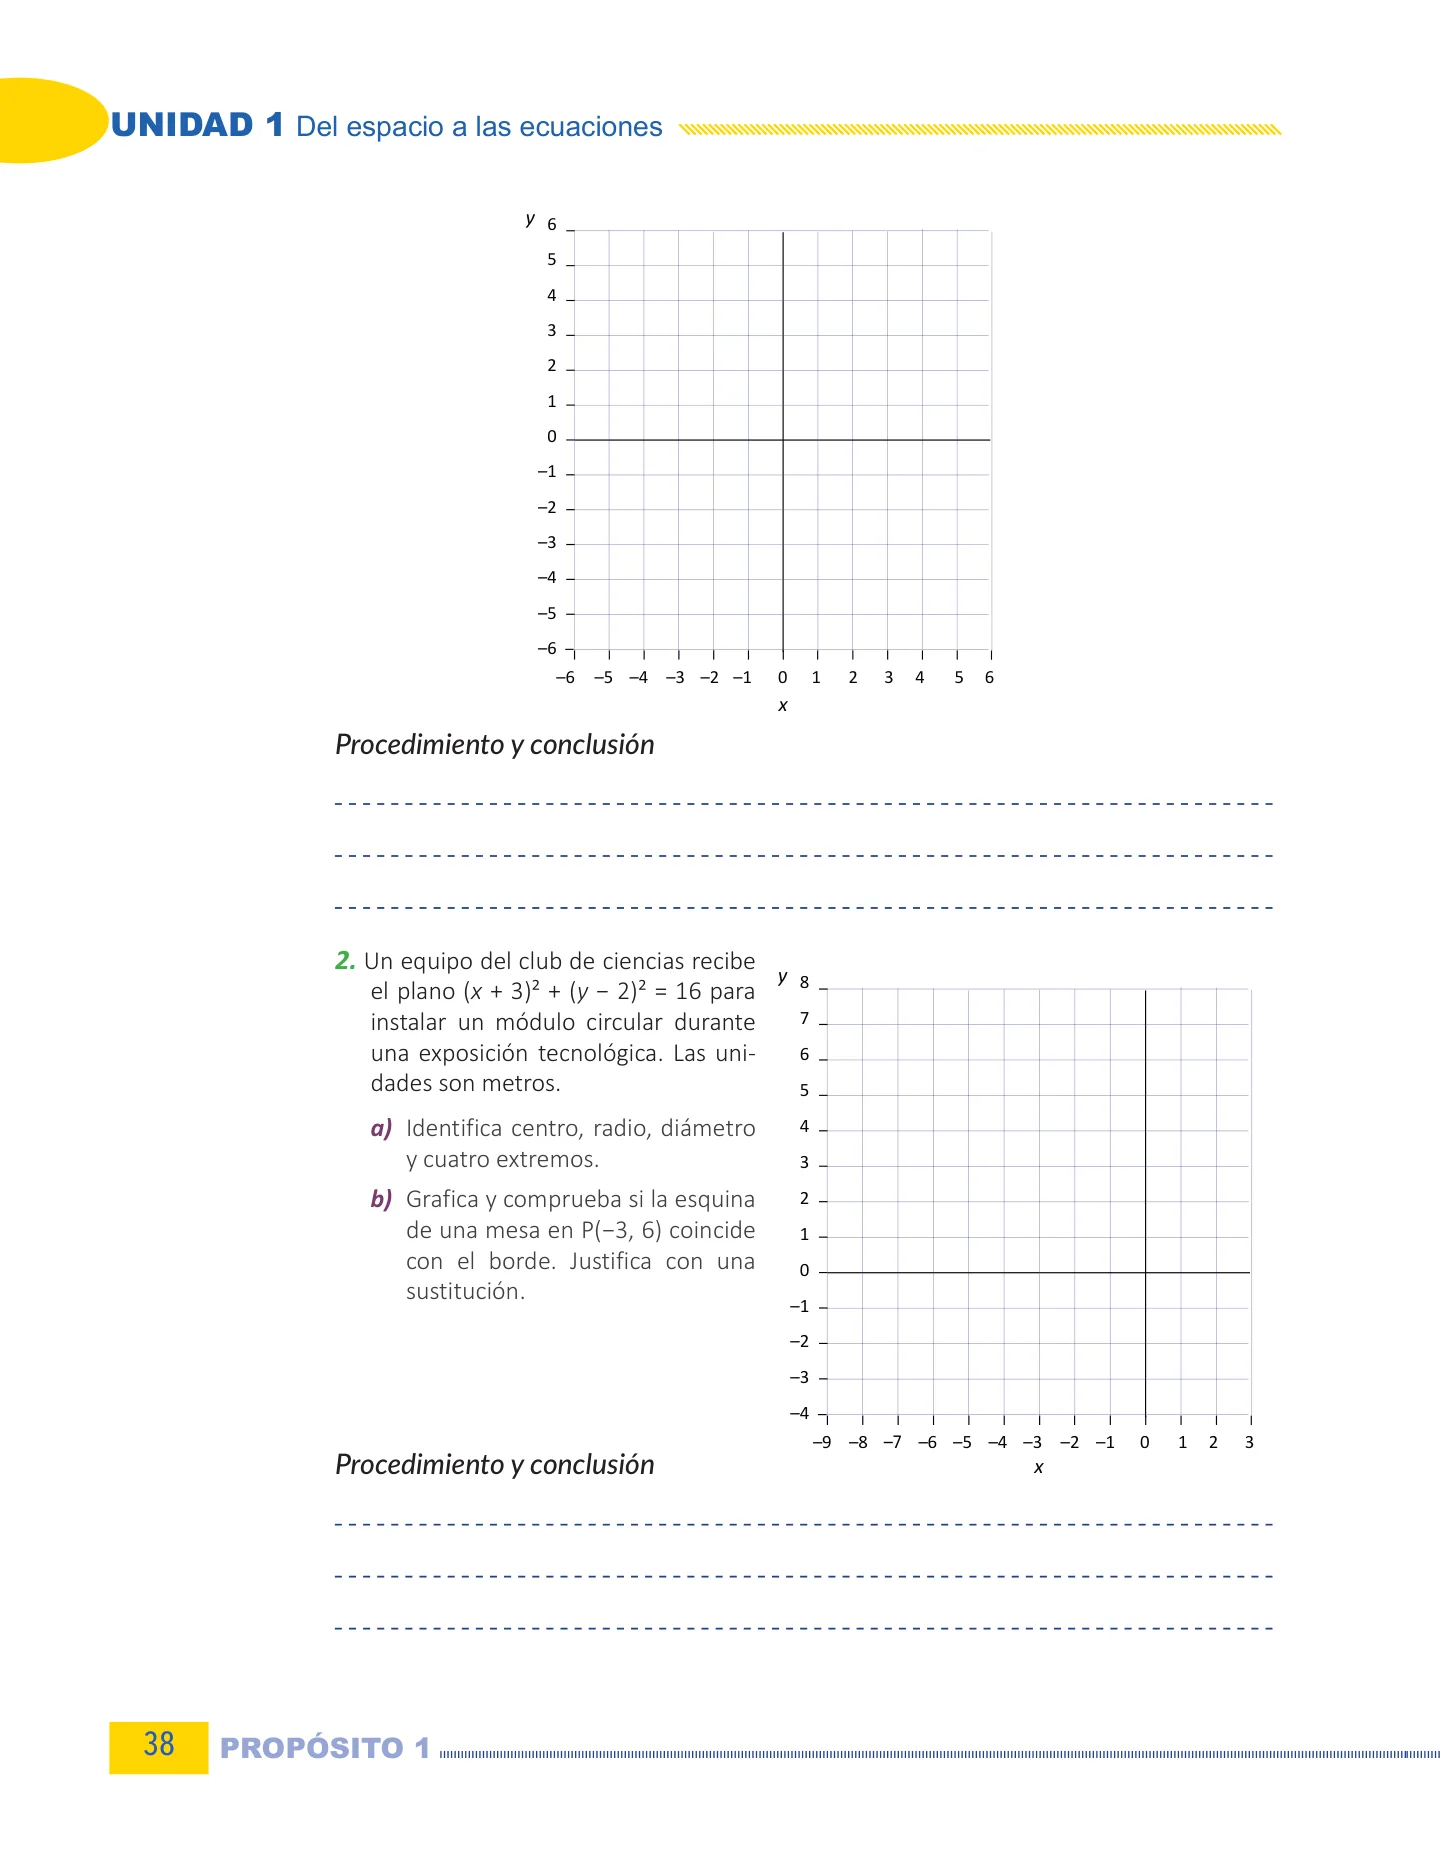 UNIDAD 1 Del espacio a las ecuaciones
y
6
5
4
3
2
1
0
–1
–2
–3
–4
–5
–6
–6 –5 –4 –3 –2 –1 0 1 2 3 4 5 6
x
Procedimiento y conclusión
2. Un equipo del club de ciencias recibe
el plano (x + 3)² + (y − 2)² = 16 para
instalar un módulo circular durante
una exposición tecnológica. Las uni-
dades son metros.
a) Identifica centro, radio, diámetro
y cuatro extremos.
b) Grafica y comprueba si la esquina
de una mesa en P(−3, 6) coincide
con el borde. Justifica con una
sustitución.
y
8
7
6
5
4
3
2
1
0
–1
–2
–3
–4
–9 –8 –7 –6 –5 –4 –3 –2 –1 0 1 2 3
x
Procedimiento y conclusión
38 PROPÓSITO 1